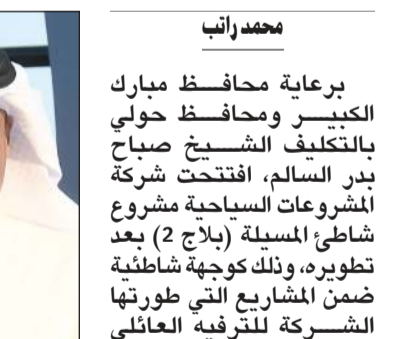 محمد راتب
برعاية محافظ مبارك
الكبير ومحافظ حولي
بالتكليف الشيخ صباح
بدر السالم، افتتحت شركة
المشروعات السياحية مشروع
شاطئ المسيلة (بلاج 2) بعد
تطويره، وذلك كوجهة شاطئية
ضمن المشاريع التي طورتها
الشركة للترفيه العائلي